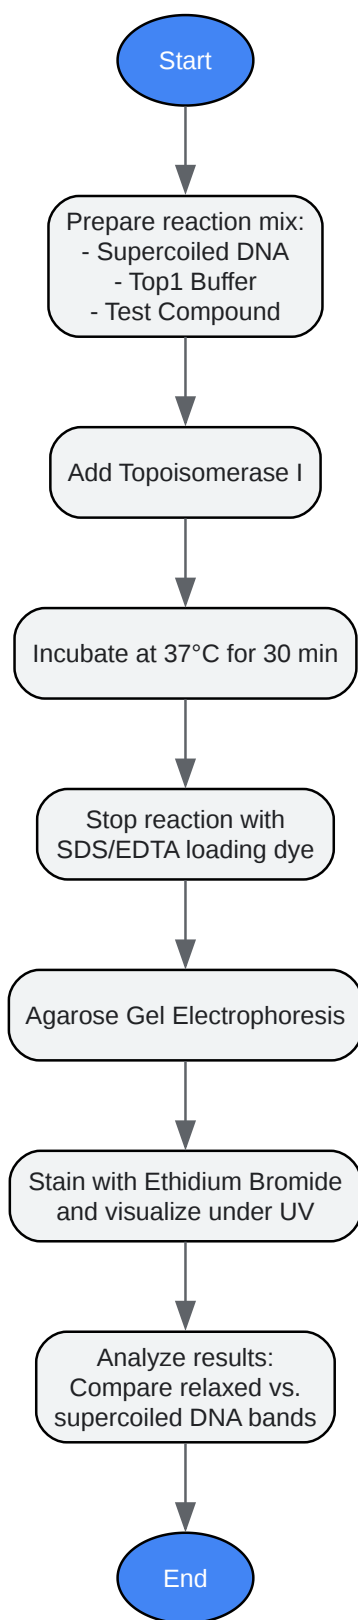 Start
Prepare reaction mix:
- Supercoiled DNA
- Top1 Buffer
- Test Compound
Add Topoisomerase I
Incubate at 37°C for 30 min
Stop reaction with
SDS/EDTA loading dye
Agarose Gel Electrophoresis
Stain with Ethidium Bromide
and visualize under UV
Analyze results:
Compare relaxed vs.
supercoiled DNA bands
End